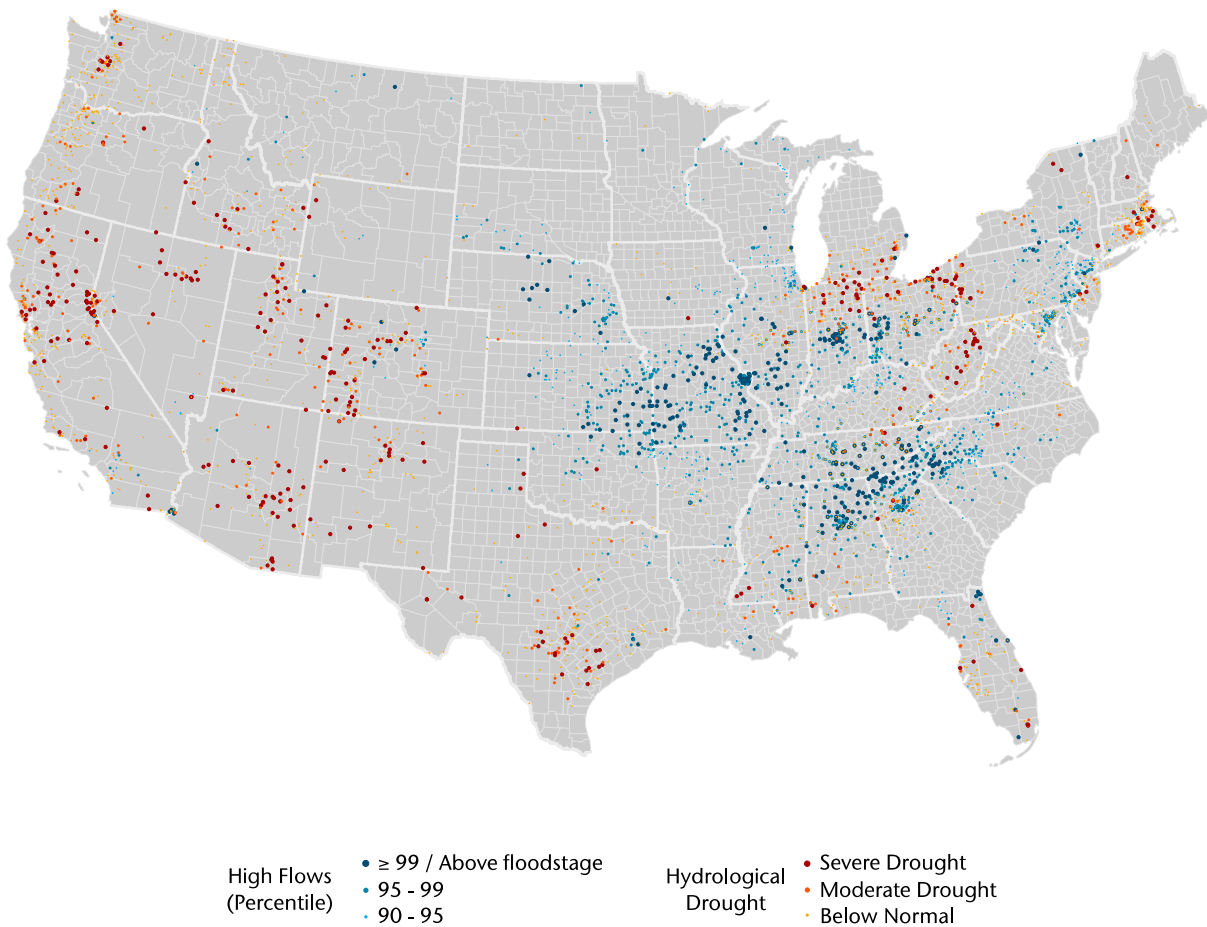 High Flows
(Percentile)
≥ 99 / Above floodstage
95 - 99
90 - 95
Hydrological
Drought
Severe Drought
Moderate Drought
Below Normal